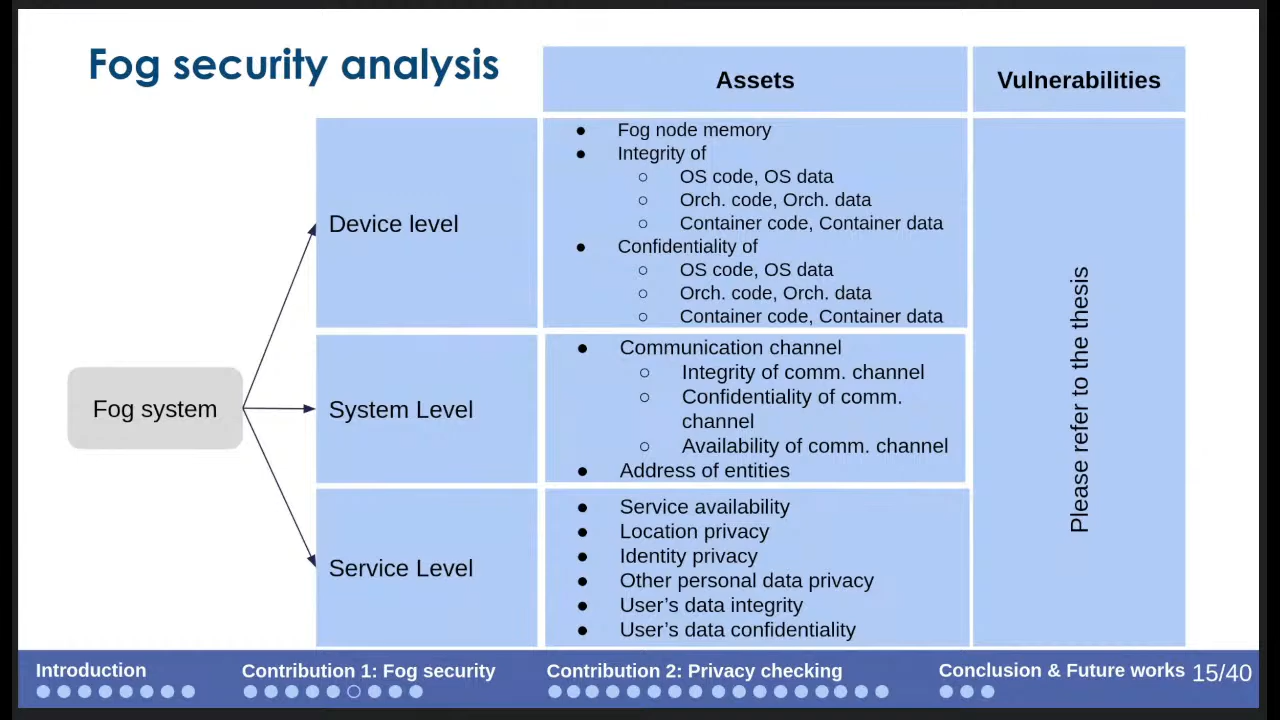 Fog security analysis
Assets
Vulnerabilities
Fog system
Device level
● Fog node memory
● Integrity of
○ OS code, OS data
○ Orch. code, Orch. data
○ Container code, Container data
● Confidentiality of
○ OS code, OS data
○ Orch. code, Orch. data
○ Container code, Container data
System Level
● Communication channel
○ Integrity of comm. channel
○ Confidentiality of comm.
channel
○ Availability of comm. channel
● Address of entities
Service Level
● Service availability
● Location privacy
● Identity privacy
● Other personal data privacy
● User’s data integrity
● User’s data confidentiality
Please refer to the thesis
Introduction
Contribution 1: Fog security
Contribution 2: Privacy checking
Conclusion & Future works
15/40